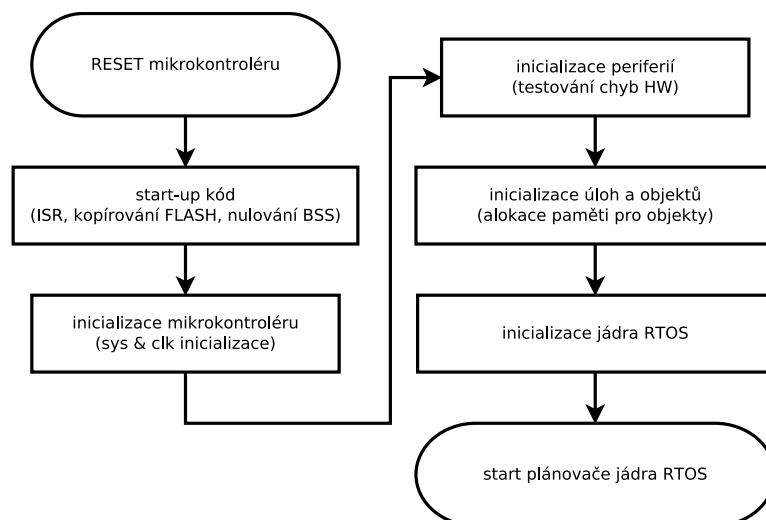 RESET mikrokontroléru
start-up kód
(ISR, kopírování FLASH, nulování BSS)
inicializace mikrokontroléru
(sys & clk inicializace)
inicializace periferií
(testování chyb HW)
inicializace úloh a objektů
(alokace paměti pro objekty)
inicializace jádra RTOS
start plánovače jádra RTOS